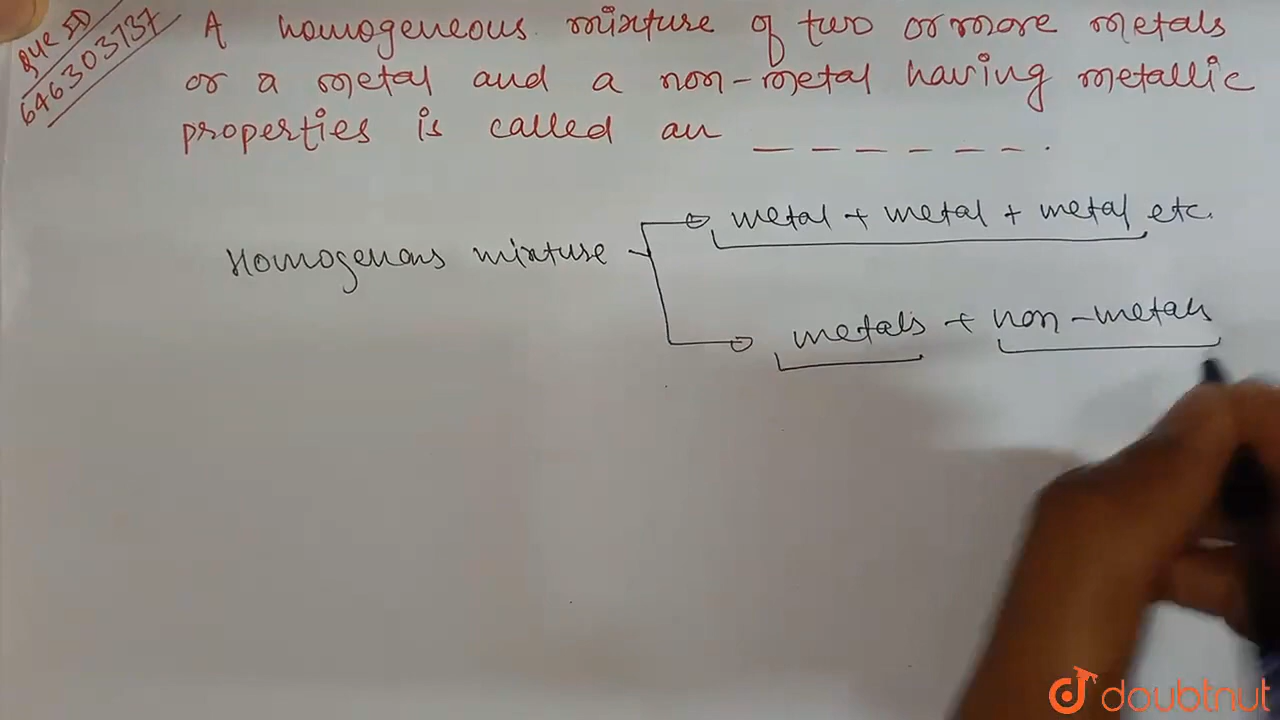 que ID
646303737
A homogeneous mixture of two or more metals
or a metal and a non-metal having metallic
properties is called an _ _ _ _ _ _.
Homogenous mixture
metal + metal + metal etc.
metals + non-metals
doubtnut